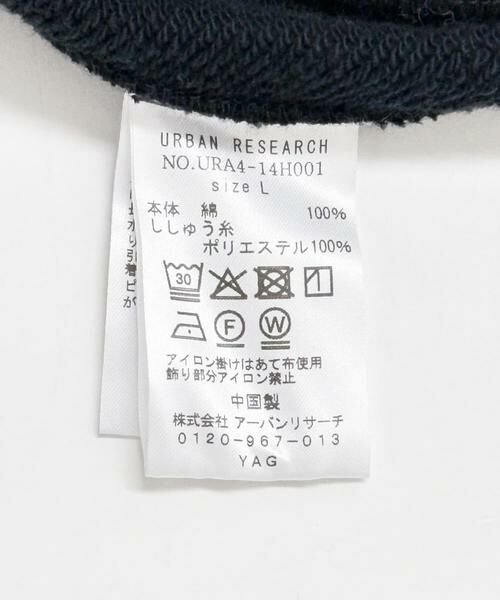 URBAN RESEARCH
NO.URA4-14H001
size L
本体 綿 100%
ししゅう糸
ポリエステル100%
30
F W
アイロン掛けはあて布使用
飾り部分アイロン禁止
中国製
株式会社 アーバンリサーチ
0120-967-013
YAG